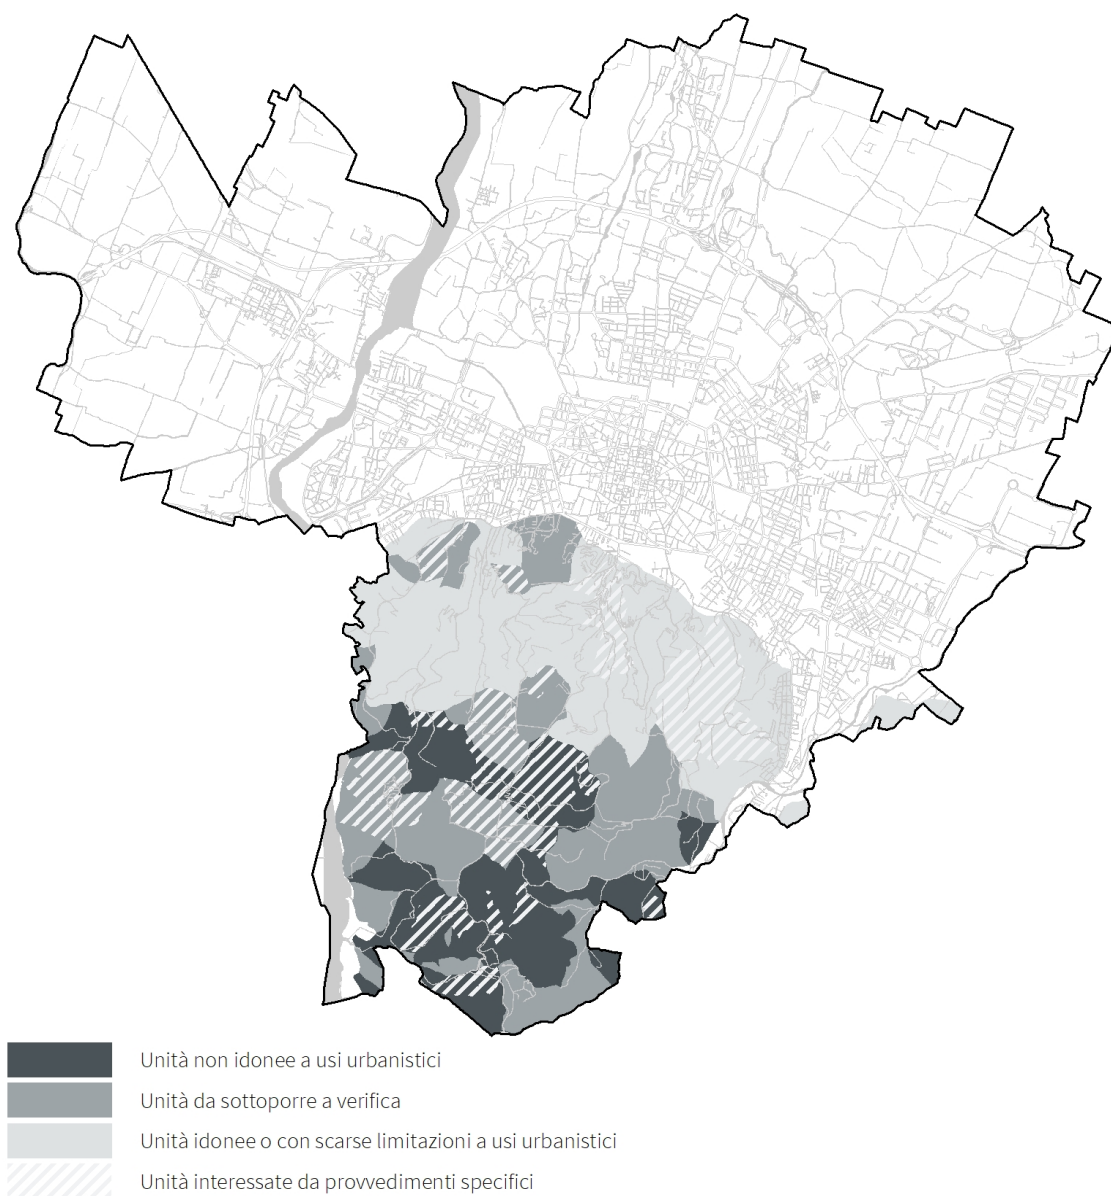 Unità non idonee a usi urbanistici
Unità da sottoporre a verifica
Unità idonee o con scarse limitazioni a usi urbanistici
Unità interessate da provvedimenti specifici